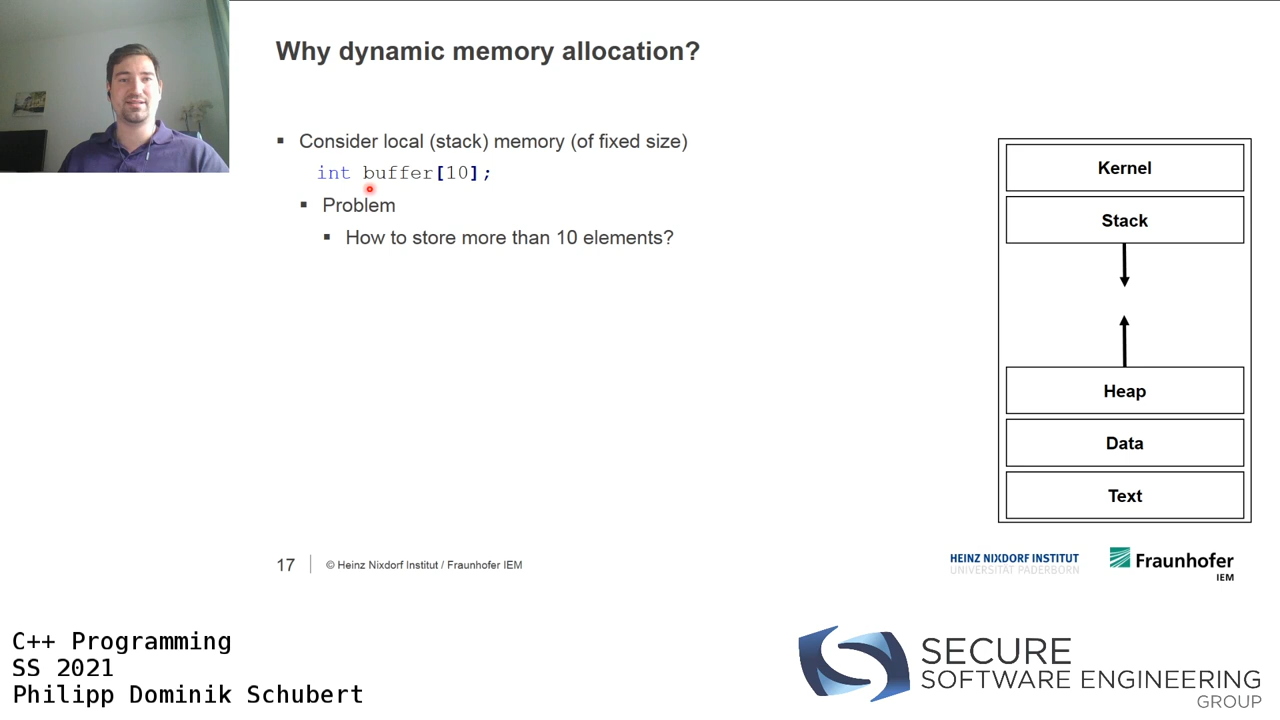 Why dynamic memory allocation?
Consider local (stack) memory (of fixed size)
int buffer[10];
Problem
How to store more than 10 elements?
Kernel
Stack
Heap
Data
Text
17
© Heinz Nixdorf Institut / Fraunhofer IEM
HEINZ NIXDORF INSTITUT
UNIVERSITÄT PADERBORN
Fraunhofer
IEM
C++ Programming
SS 2021
Philipp Dominik Schubert
SECURE
SOFTWARE ENGINEERING
GROUP